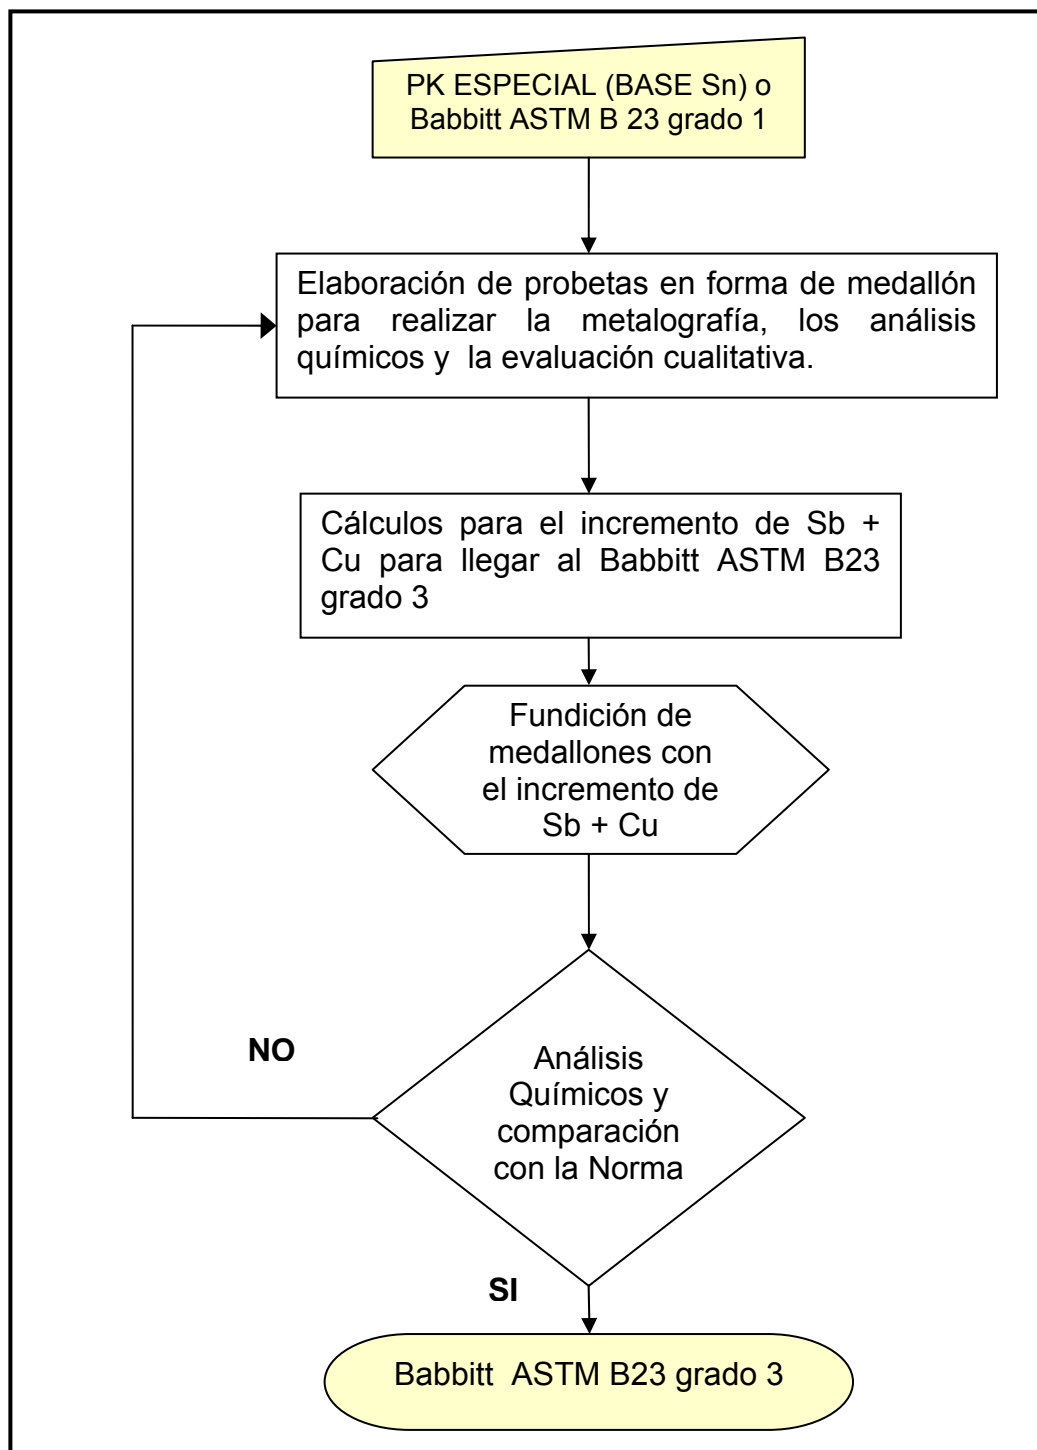 PK ESPECIAL (BASE Sn) o
Babbitt ASTM B 23 grado 1
Elaboración de probetas en forma de medallón
para realizar la metalografía, los análisis
químicos y la evaluación cualitativa.
Cálculos para el incremento de Sb +
Cu para llegar al Babbitt ASTM B23
grado 3
Fundición de
medallones con
el incremento de
Sb + Cu
NO
Análisis
Químicos y
comparación
con la Norma
SI
Babbitt ASTM B23 grado 3